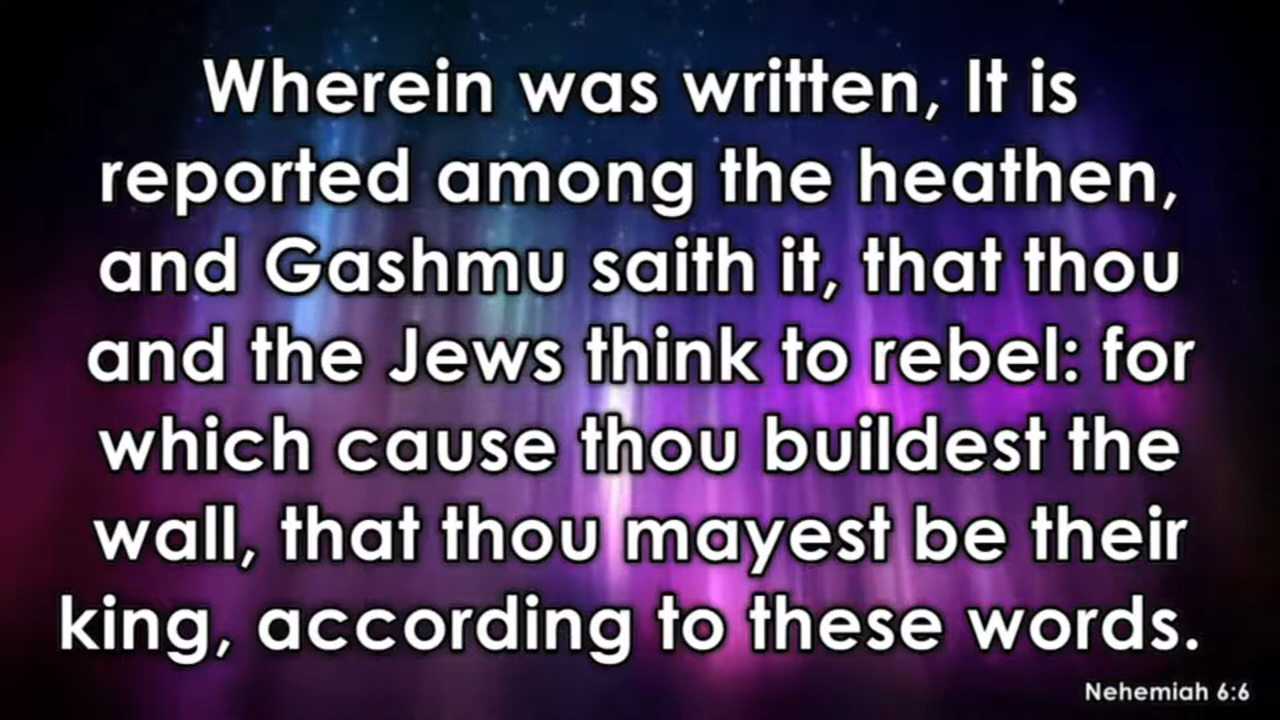 Wherein was written, It is
reported among the heathen,
and Gashmu saith it, that thou
and the Jews think to rebel: for
which cause thou buildest the
wall, that thou mayest be their
king, according to these words.
Nehemiah 6:6